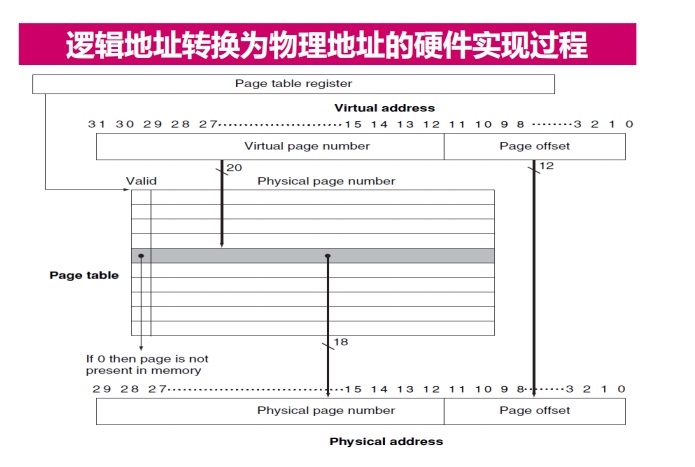 逻辑地址转换为物理地址的硬件实现过程
Page table register
Virtual address
31 30 29 28 27 15 14 13 12 11 10 9 8 3 2 1 0
Virtual page number Page offset
20 12
Valid Physical page number
Page table
18
If 0 then page is not
present in memory
29 28 27 15 14 13 12 11 10 9 8 3 2 1 0
Physical page number Page offset
Physical address